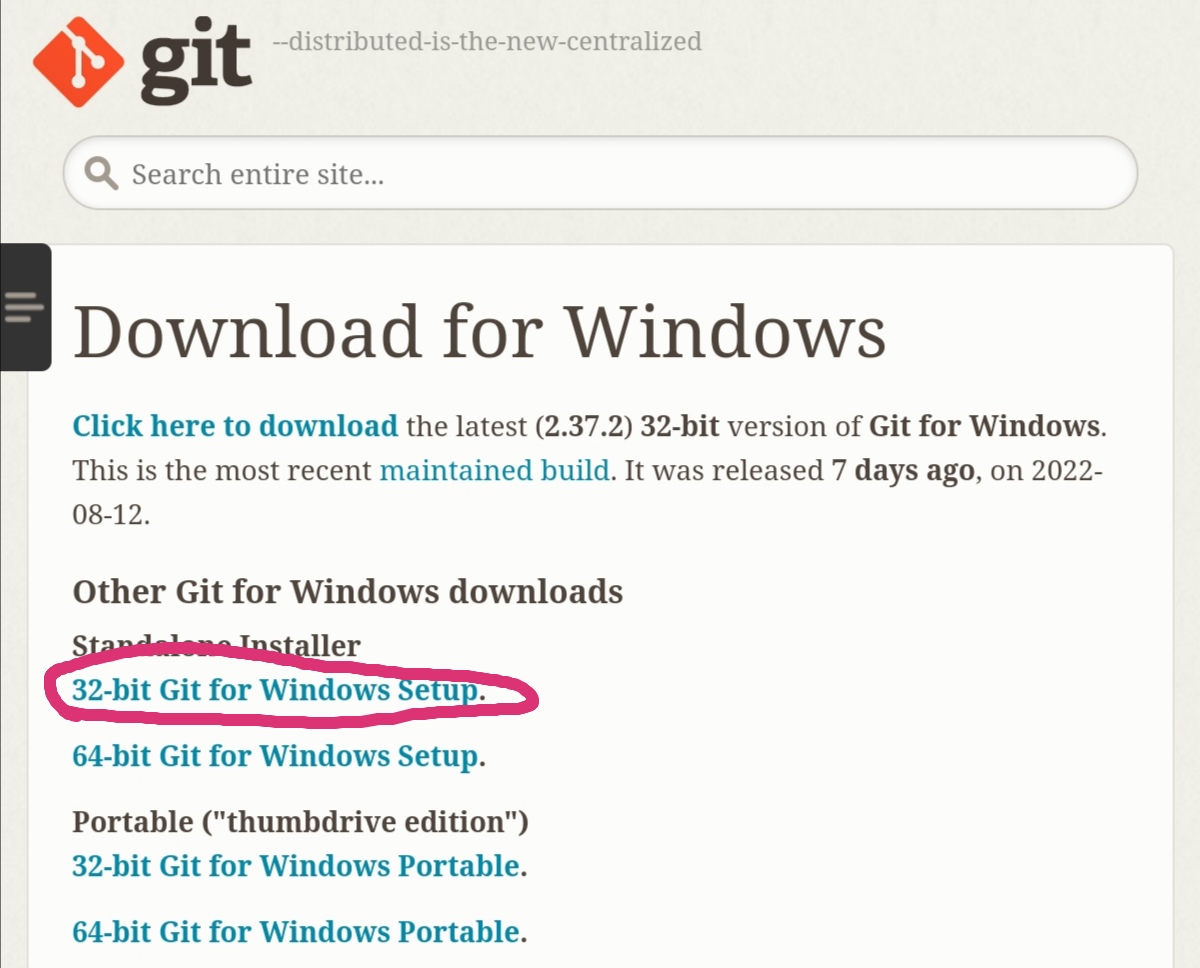 git --distributed-is-the-new-centralized
Search entire site...
Download for Windows
Click here to download the latest (2.37.2) 32-bit version of Git for Windows.
This is the most recent maintained build. It was released 7 days ago, on 2022-
08-12.
Other Git for Windows downloads
Standalone Installer
32-bit Git for Windows Setup.
64-bit Git for Windows Setup.
Portable ("thumbdrive edition")
32-bit Git for Windows Portable.
64-bit Git for Windows Portable.